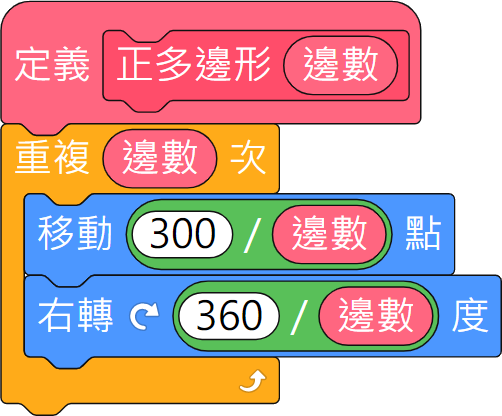 定義 正多邊形 邊數
重複 邊數 次
移動 300 / 邊數 點
右轉 360 / 邊數 度